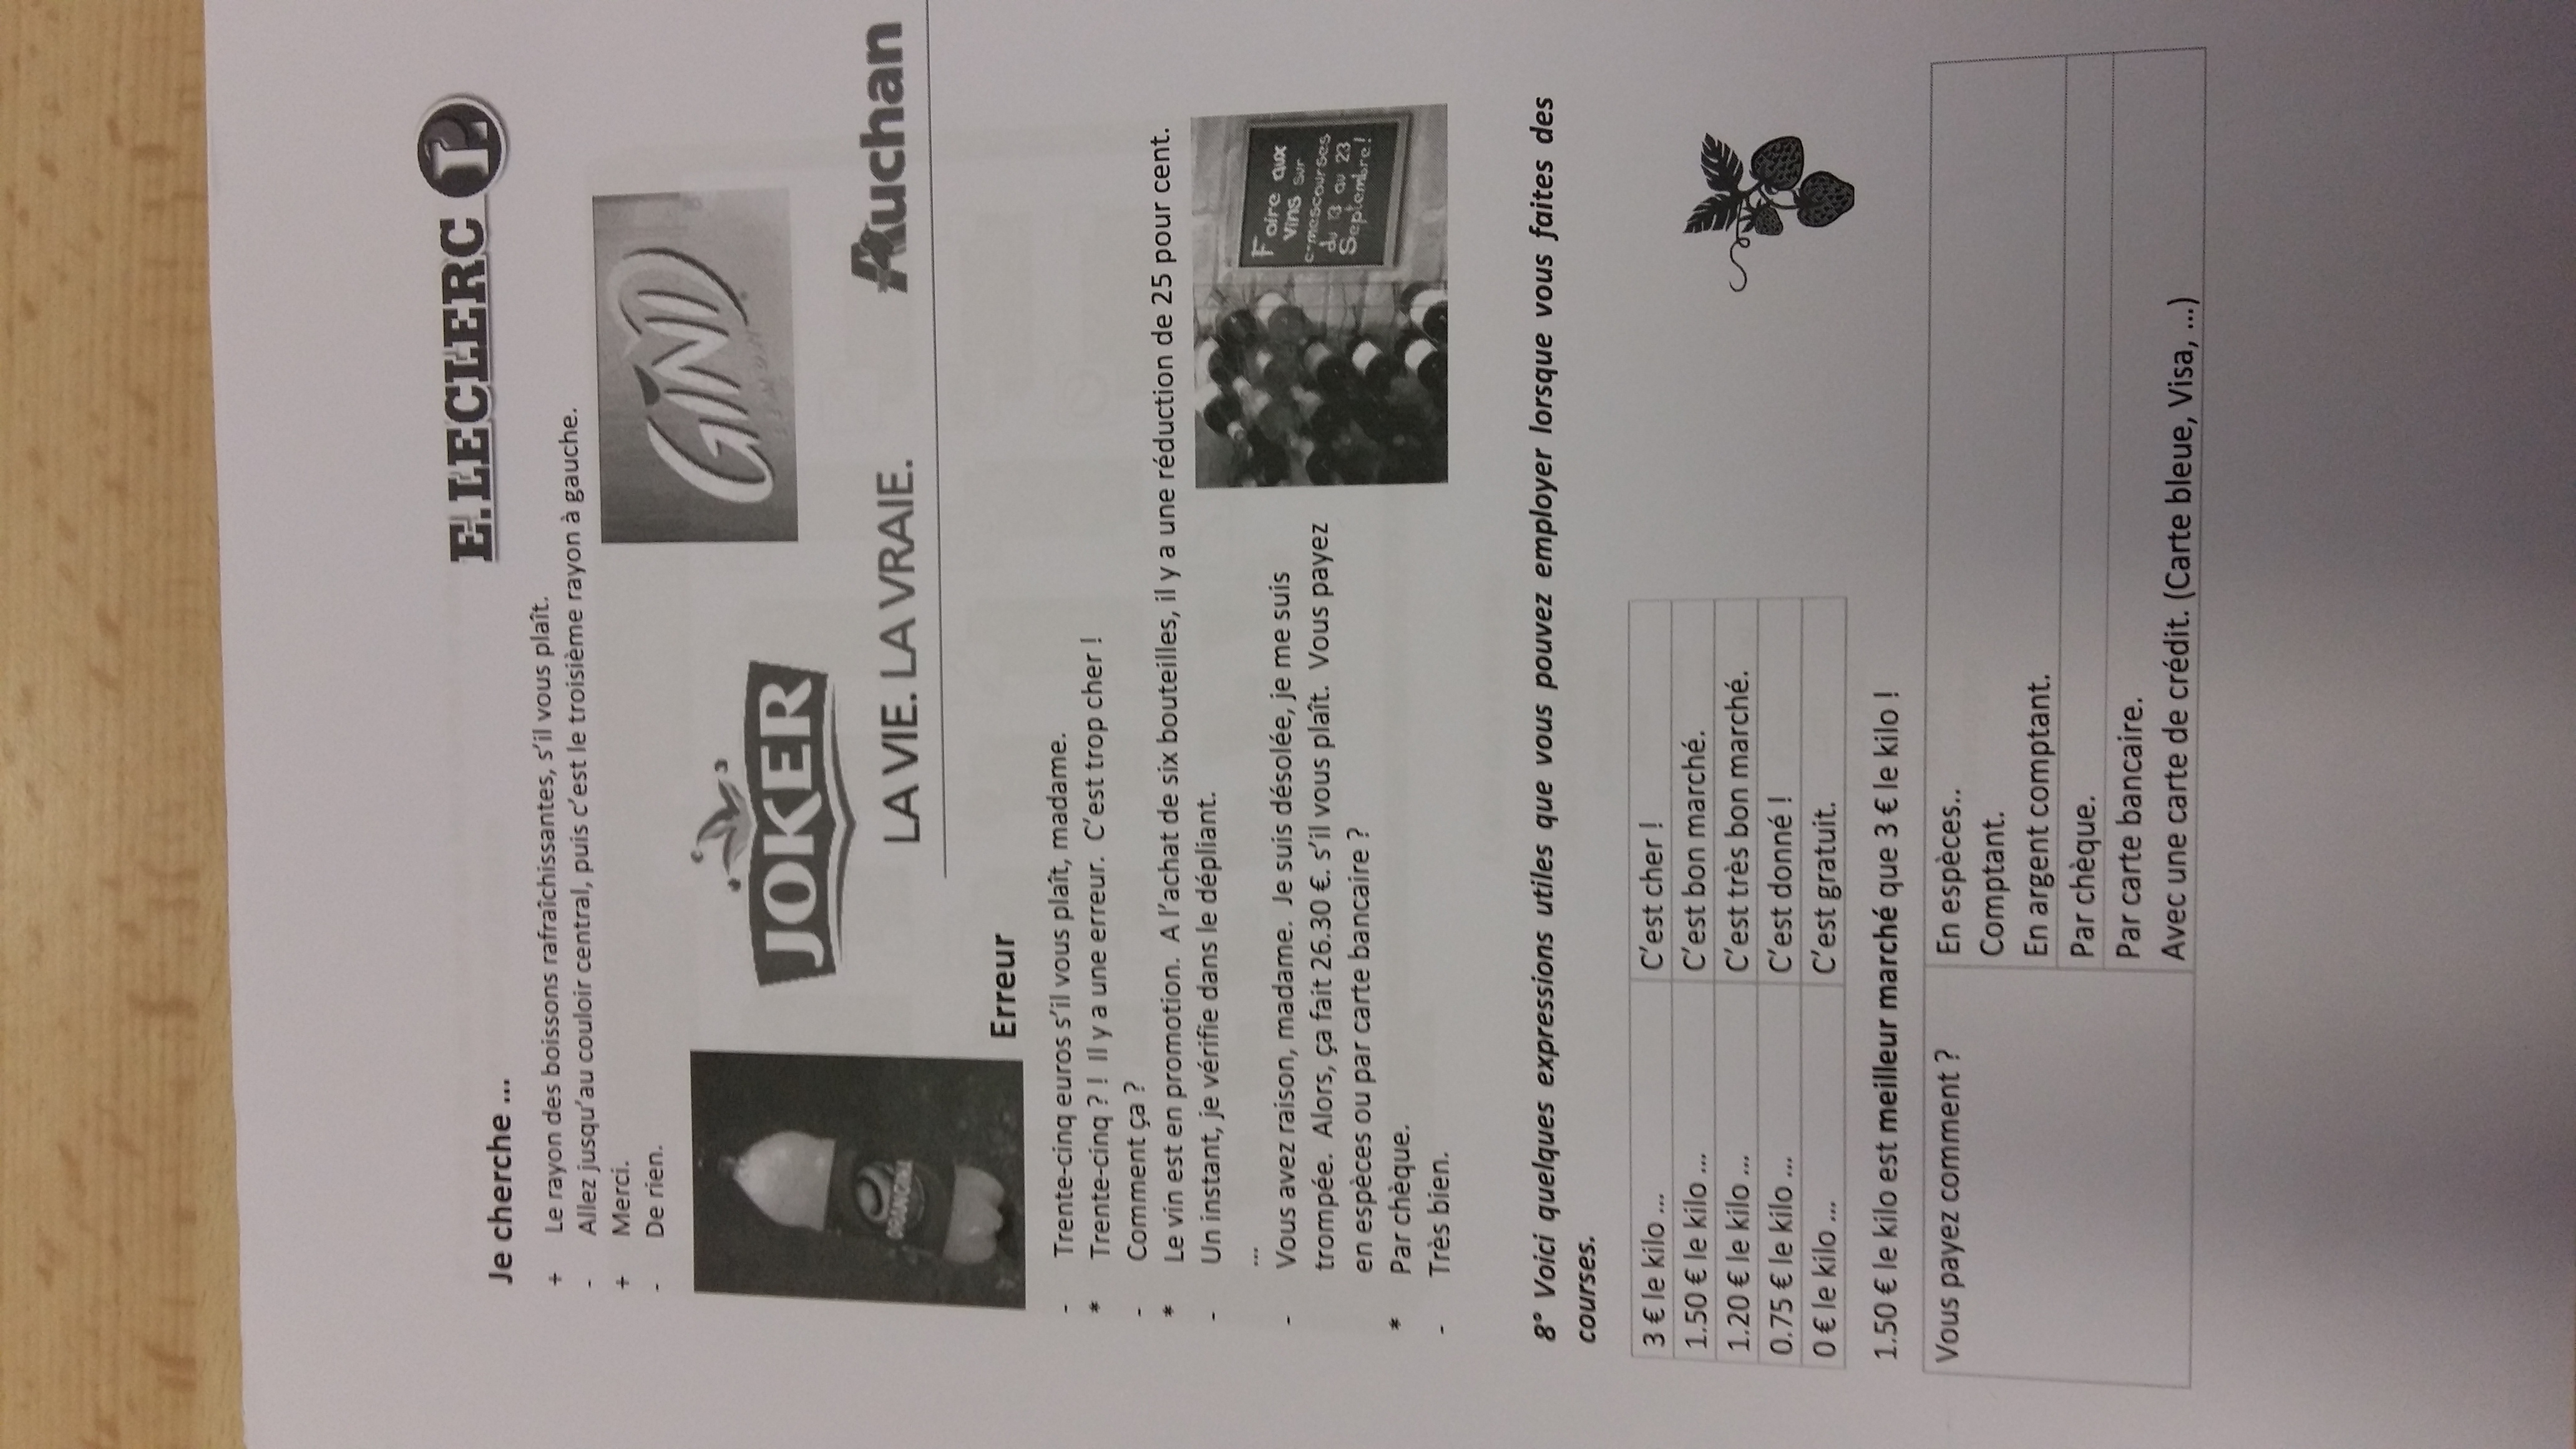 E.LECLERC L
Je cherche ...
+ Le rayon des boissons rafraîchissantes, s'il vous plaît.
- Allez jusqu'au couloir central, puis c'est le troisième rayon à gauche.
+ Merci.
- De rien.
GINI
LEMON
JOKER
ORANGINA
LA VIE. LA VRAIE.
Auchan
Erreur
- Trente-cinq euros s'il vous plaît, madame.
* Trente-cinq ? ! Il y a une erreur. C'est trop cher !
- Comment ça ?
* Le vin est en promotion. A l'achat de six bouteilles, il y a une réduction de 25 pour cent.
- Un instant, je vérifie dans le dépliant.
...
- Vous avez raison, madame. Je suis désolée, je me suis
trompée. Alors, ça fait 26.30 €. s'il vous plaît. Vous payez
en espèces ou par carte bancaire ?
* Par chèque.
- Très bien.
Foire aux
vins sur
c-mescourses
du 13 au 23
Septembre!
8° Voici quelques expressions utiles que vous pouvez employer lorsque vous faites des
courses.
3 € le kilo ... C'est cher !
1.50 € le kilo ... C'est bon marché.
1.20 € le kilo ... C'est très bon marché.
0.75 € le kilo ... C'est donné !
0 € le kilo ... C'est gratuit.
1.50 € le kilo est meilleur marché que 3 € le kilo !
Vous payez comment ? En espèces..
Comptant.
En argent comptant.
Par chèque.
Par carte bancaire.
Avec une carte de crédit. (Carte bleue, Visa, ...)